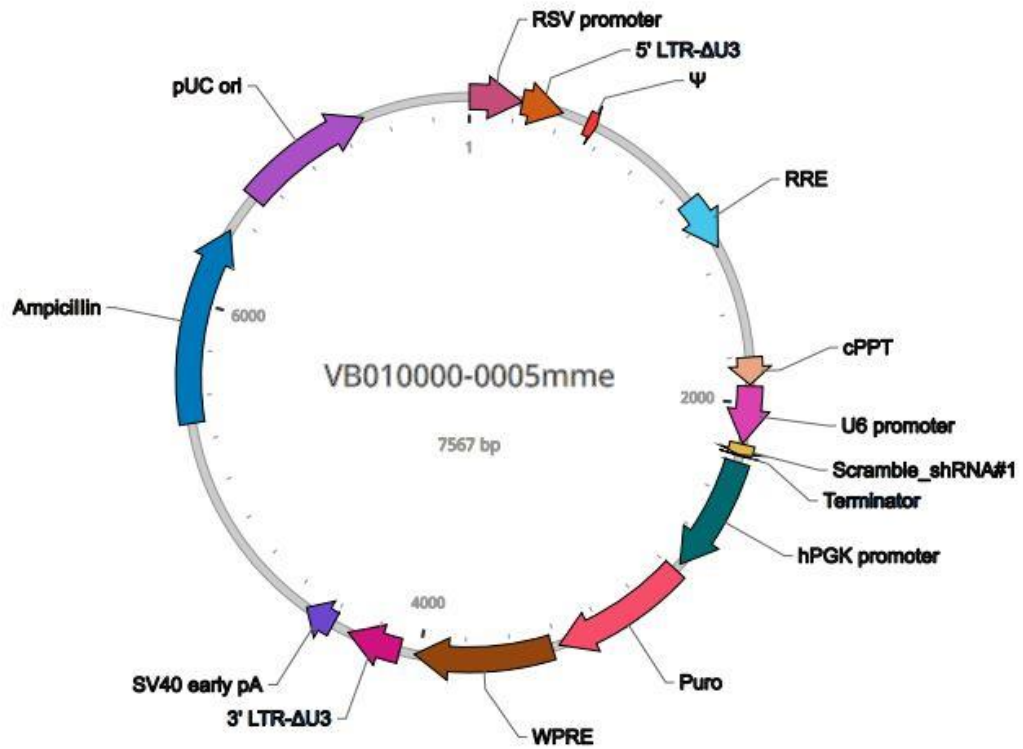 RSV promoter
5' LTR-ΔU3
Ψ
pUC ori
1
RRE
Ampicillin
6000
cPPT
VB010000-0005mme
2000
U6 promoter
7567 bp
Scramble_shRNA#1
Terminator
hPGK promoter
4000
SV40 early pA
Puro
3' LTR-ΔU3
WPRE